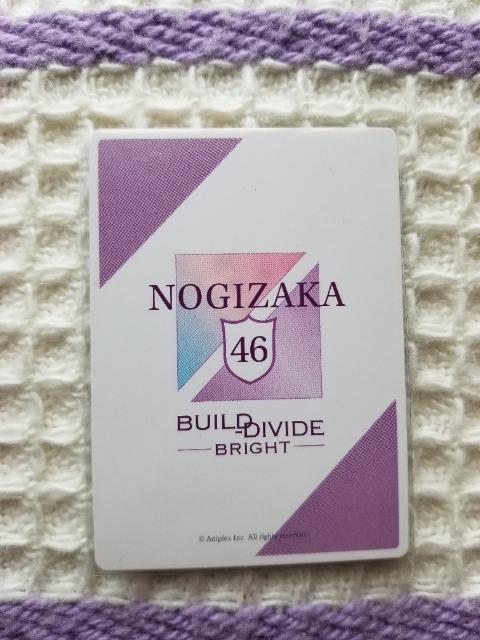 NOGIZAKA
46
BUILD-DIVIDE
BRIGHT
© Aniplex Inc. All rights reserved.